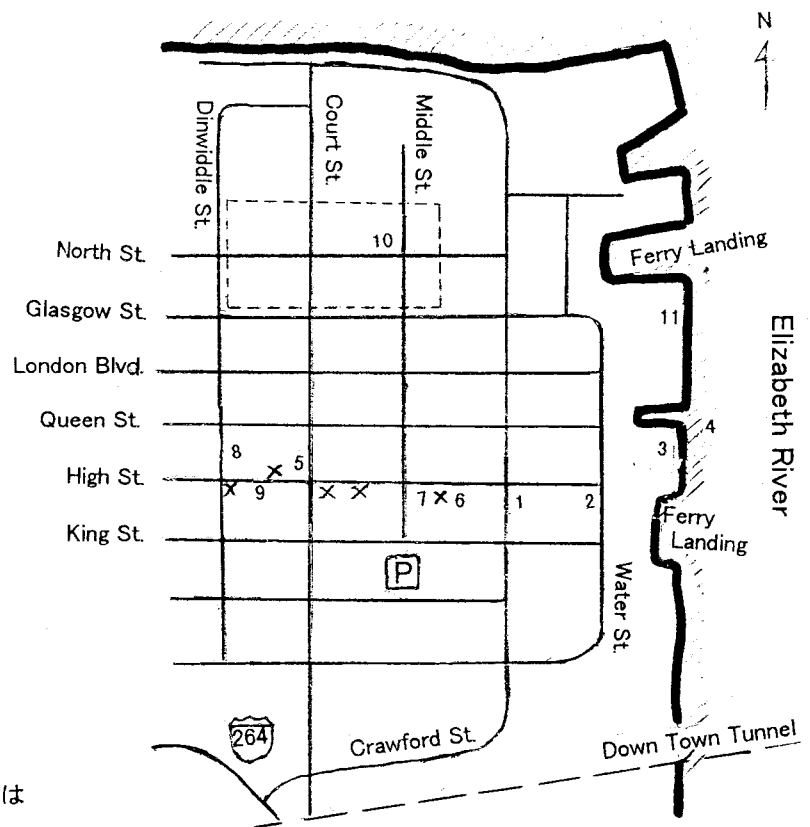 N
Dinwiddle St.
Court St.
Middle St.
10
North St.
Ferry Landing
Glasgow St.
11
London Blvd.
Elizabeth River
Queen St.
4
8
3
5
High St.
9
7
6
1
2
Ferry
Landing
King St.
P
Water St.
264
Crawford St.
Down Town Tunnel
は